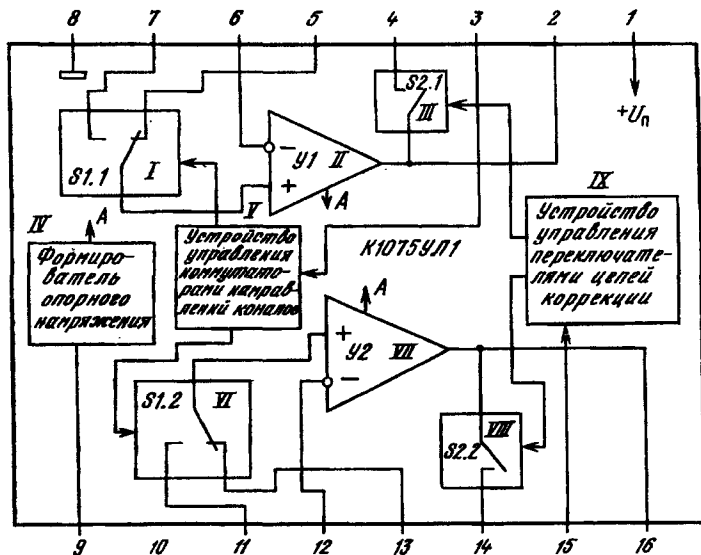 8 7 6 5 4 3 2 1
S2.1
III
+Uп
S1.1 I
− У1 II
+
А
IV А
V
IX
Формиро-
ватель
опорного
напряжения
Устройство
управления
коммутато-
рами направ-
лений каналов
К1075УЛ1
Устройство
управления
переключате-
лями цепей
коррекции
А
+ У2 VII
−
S1.2 VI
VIII
S2.2
9 10 11 12 13 14 15 16